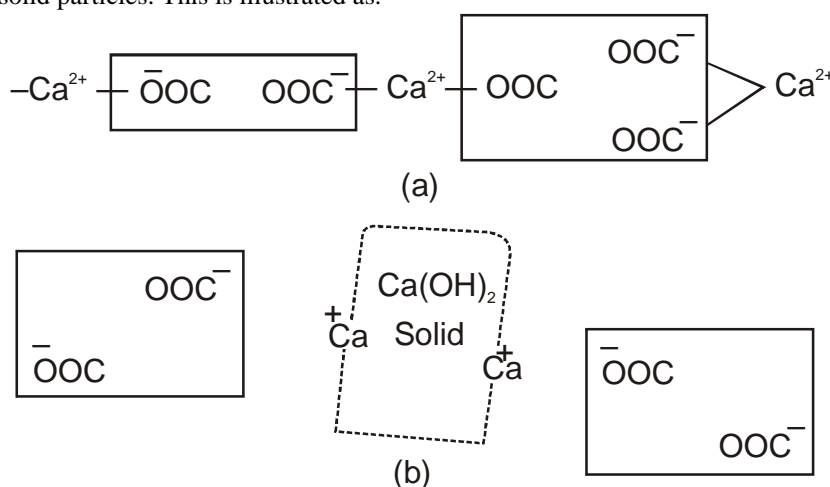 solid particles. This is illustrated as:
–Ca²⁺ ŌOC OOC⁻ Ca²⁺ OOC OOC⁻ Ca²⁺
OOC⁻
(a)
OOC⁻
⁻OOC
Ca(OH)₂
Solid
⁺Ca
Ca⁺
⁻OOC
OOC⁻
(b)